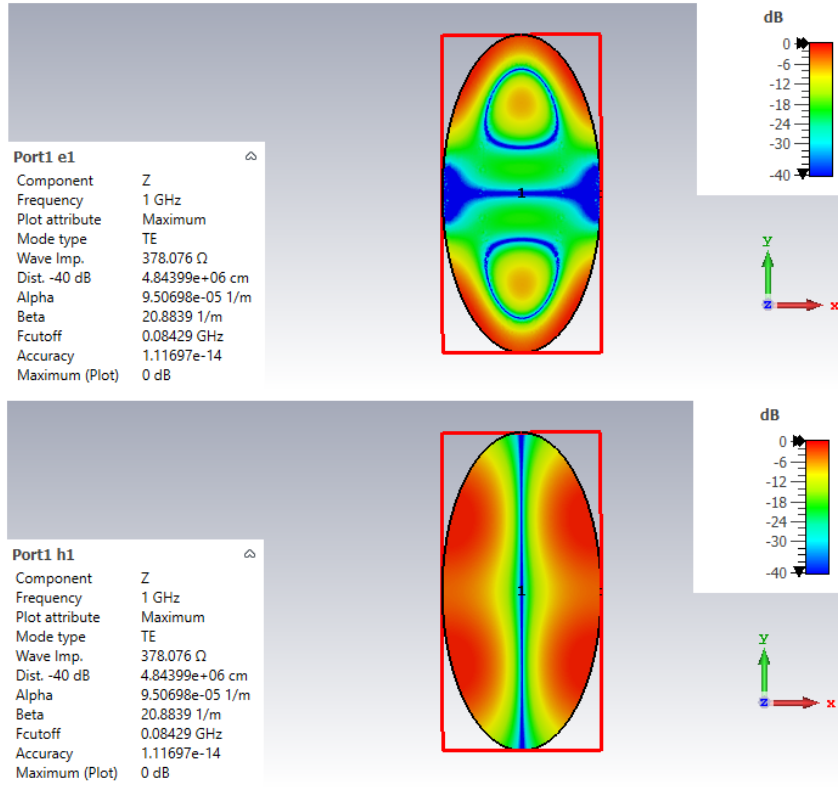 dB
0
-6
-12
-18
-24
-30
-40
Port1 e1
Component Z
Frequency 1 GHz
Plot attribute Maximum
Mode type TE
Wave Imp. 378.076 Ω
Dist. -40 dB 4.84399e+06 cm
Alpha 9.50698e-05 1/m
Beta 20.8839 1/m
Fcutoff 0.08429 GHz
Accuracy 1.11697e-14
Maximum (Plot) 0 dB
1
y
z
x
dB
0
-6
-12
-18
-24
-30
-40
Port1 h1
Component Z
Frequency 1 GHz
Plot attribute Maximum
Mode type TE
Wave Imp. 378.076 Ω
Dist. -40 dB 4.84399e+06 cm
Alpha 9.50698e-05 1/m
Beta 20.8839 1/m
Fcutoff 0.08429 GHz
Accuracy 1.11697e-14
Maximum (Plot) 0 dB
1
y
z
x